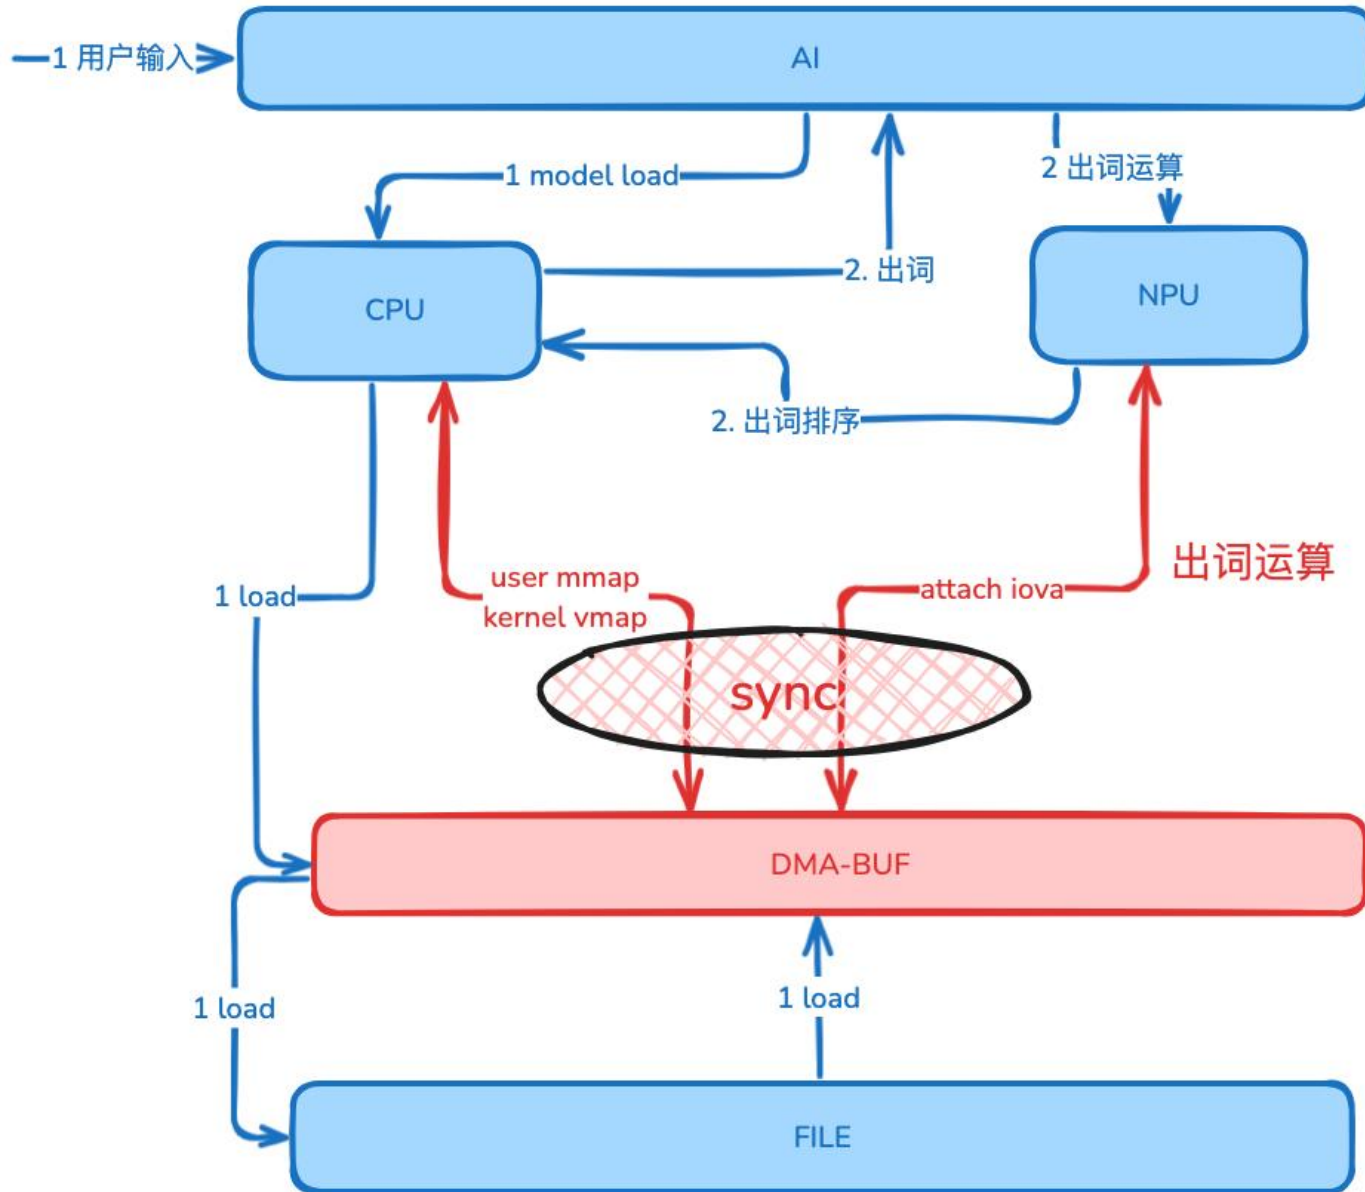 1 用户输入
AI
1 model load
2 出词运算
2. 出词
CPU
NPU
2. 出词排序
出词运算
1 load
user mmap
kernel vmap
attach iova
sync
DMA-BUF
1 load
1 load
FILE